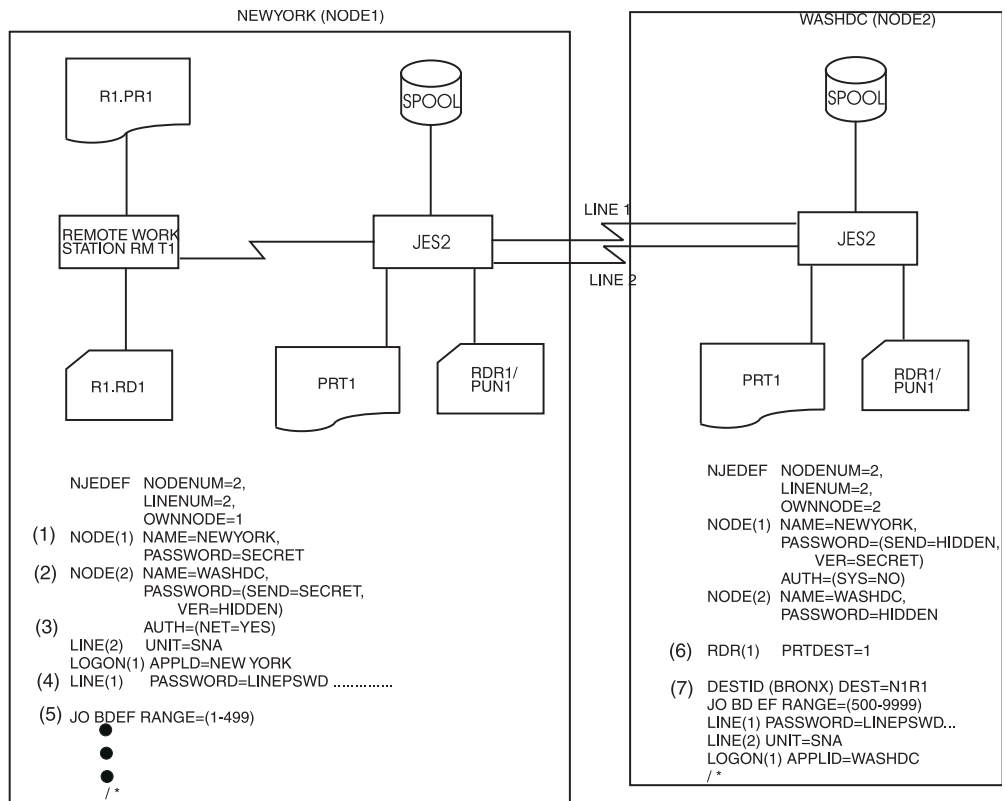 NEWYORK (NODE1)
WASHDC (NODE2)
R1.PR1
SPOOL
SPOOL
LINE 1
REMOTE WORK
STATION RM T1
JES2
JES2
LINE 2
R1.RD1
PRT1
RDR1/
PUN1
PRT1
RDR1/
PUN1
NJEDEF NODENUM=2,
LINENUM=2,
OWNNODE=1
(1) NODE(1) NAME=NEWYORK,
PASSWORD=SECRET
(2) NODE(2) NAME=WASHDC,
PASSWORD=(SEND=SECRET,
VER=HIDDEN)
(3) AUTH=(NET=YES)
LINE(2) UNIT=SNA
LOGON(1) APPLD=NEW YORK
(4) LINE(1) PASSWORD=LINEPSWD .............
(5) JO BDEF RANGE=(1-499)
/ *
NJEDEF NODENUM=2,
LINENUM=2,
OWNNODE=2
NODE(1) NAME=NEWYORK,
PASSWORD=(SEND=HIDDEN,
VER=SECRET)
AUTH=(SYS=NO)
NODE(2) NAME=WASHDC,
PASSWORD=HIDDEN
(6) RDR(1) PRTDEST=1
(7) DESTID (BRONX) DEST=N1R1
JO BD EF RANGE=(500-9999)
LINE(1) PASSWORD=LINEPSWD...
LINE(2) UNIT=SNA
LOGON(1) APPLID=WASHDC
/ *